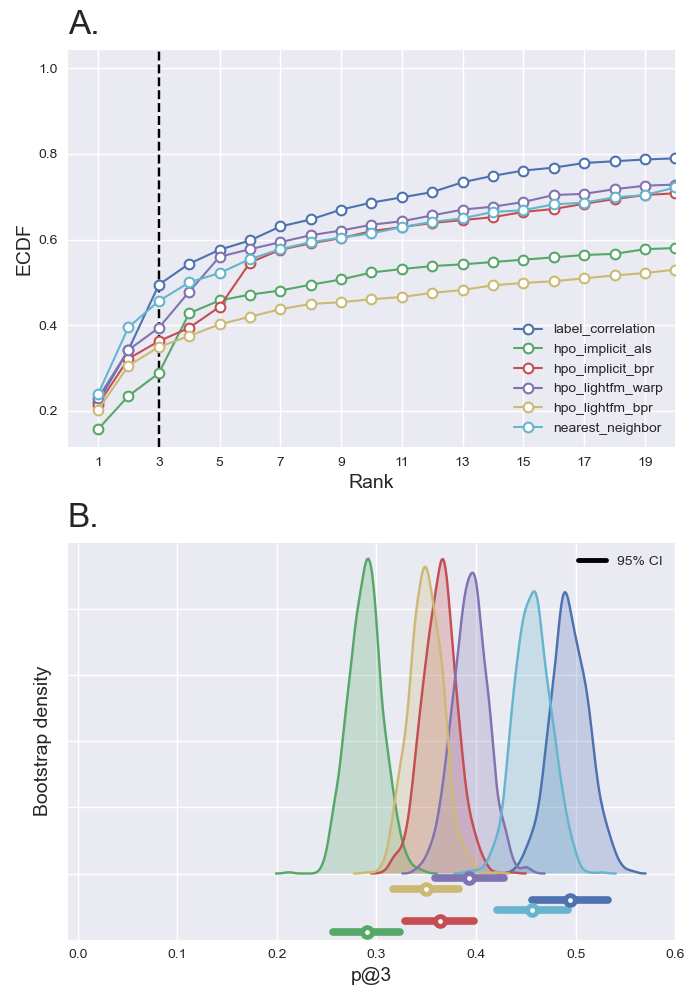 A.
1.0
0.8
0.6
0.4
0.2
ECDF
label_correlation
hpo_implicit_als
hpo_implicit_bpr
hpo_lightfm_warp
hpo_lightfm_bpr
nearest_neighbor
1 3 5 7 9 11 13 15 17 19
Rank
B.
95% CI
Bootstrap density
0.0 0.1 0.2 0.3 0.4 0.5 0.6
p@3